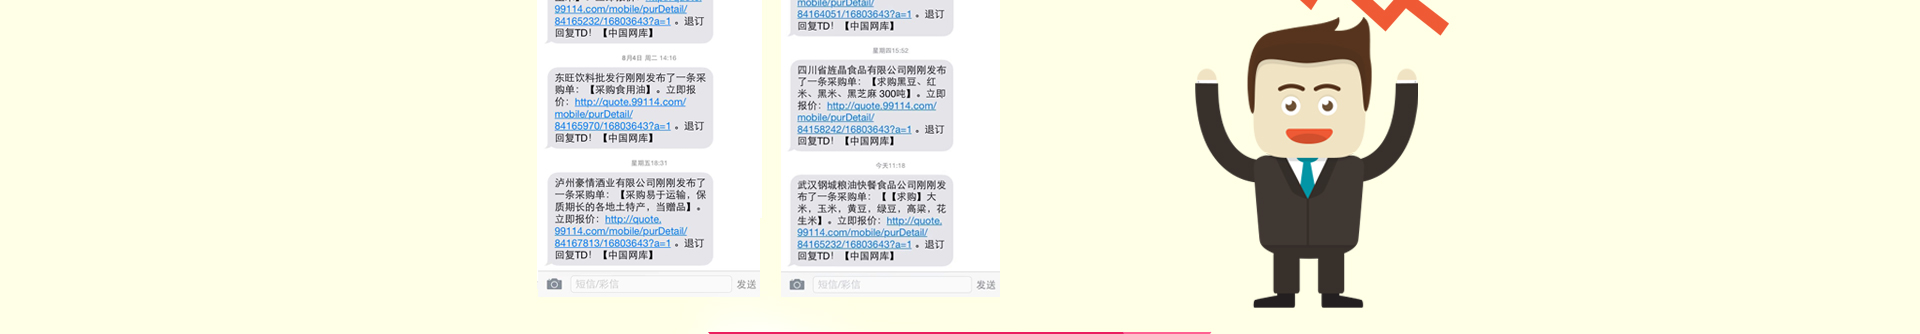 99114.com/mobile/purDetail/
84165232/16803643?a=1 。退订
回复TD! 【中国网库】
8月4日 周二 14:16
东旺饮料批发行刚刚发布了一条采
购单: 【采购食用油】。立即报
价: http://quote.99114.com/
mobile/purDetail/
84165970/16803643?a=1 。退订
回复TD! 【中国网库】
星期五18:31
泸州豪情酒业有限公司刚刚发布了
一条采购单: 【采购易于运输,保
质期长的各地土特产,当赠品】。
立即报价: http://quote.
99114.com/mobile/purDetail/
84167813/16803643?a=1 。退订
回复TD! 【中国网库】
短信/彩信
发送
mobile/purDetail/
84164051/16803643?a=1 。退订
回复TD! 【中国网库】
星期四15:52
四川省旌晶食品有限公司刚刚发布
了一条采购单: 【求购黑豆、红
米、黑米、黑芝麻 300吨】。立即
报价: http://quote.99114.com/
mobile/purDetail/
84158242/16803643?a=1 。退订
回复TD! 【中国网库】
今天11:18
武汉钢城粮油快餐食品公司刚刚发
布了一条采购单: 【【求购】大
米,玉米,黄豆,绿豆,高粱,花
生米】。立即报价: http://quote.
99114.com/mobile/purDetail/
84165232/16803643?a=1 。退订
回复TD! 【中国网库】
短信/彩信
发送